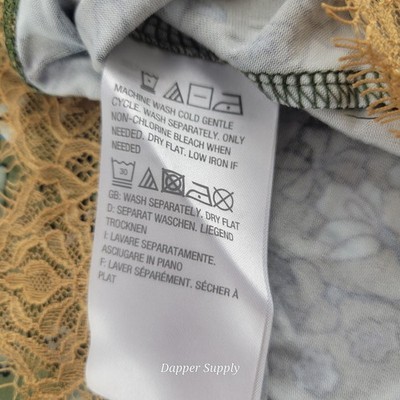 MACHINE WASH COLD GENTLE
CYCLE. WASH SEPARATELY. ONLY
NON-CHLORINE BLEACH WHEN
NEEDED. DRY FLAT. LOW IRON IF
NEEDED
30
GB: WASH SEPARATELY, DRY FLAT
D: SEPARAT WASCHEN, LIEGEND
TROCKNEN
I: LAVARE SEPARATAMENTE.
ASCIUGARE IN PIANO
F: LAVER SÉPARÉMENT. SÉCHER À
PLAT
Dapper Supply